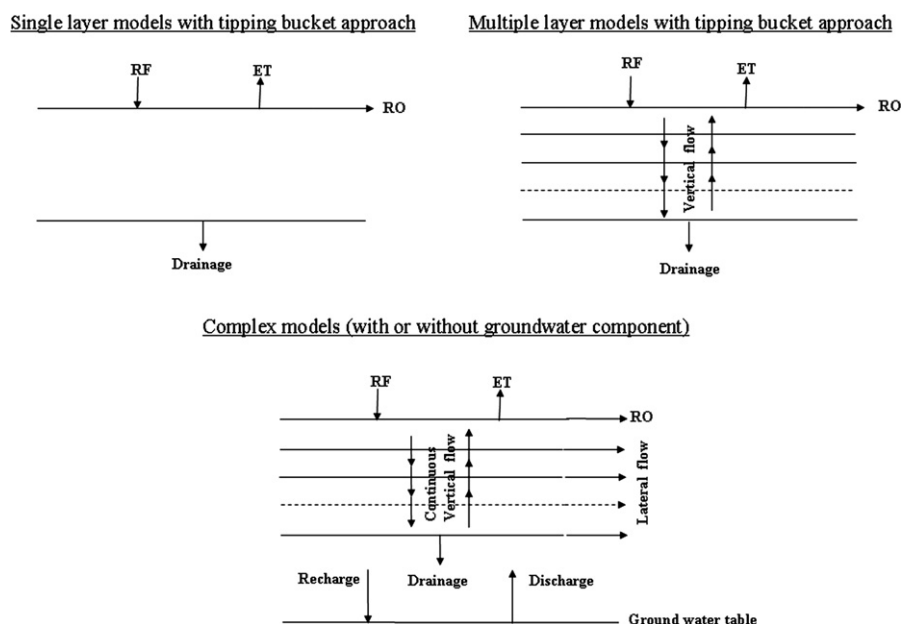 Single layer models with tipping bucket approach
RF
ET
RO
Drainage
Multiple layer models with tipping bucket approach
RF
ET
RO
Vertical flow
Drainage
Complex models (with or without groundwater component)
RF
ET
RO
Continuous
Vertical flow
Lateral flow
Recharge
Drainage
Discharge
Ground water table